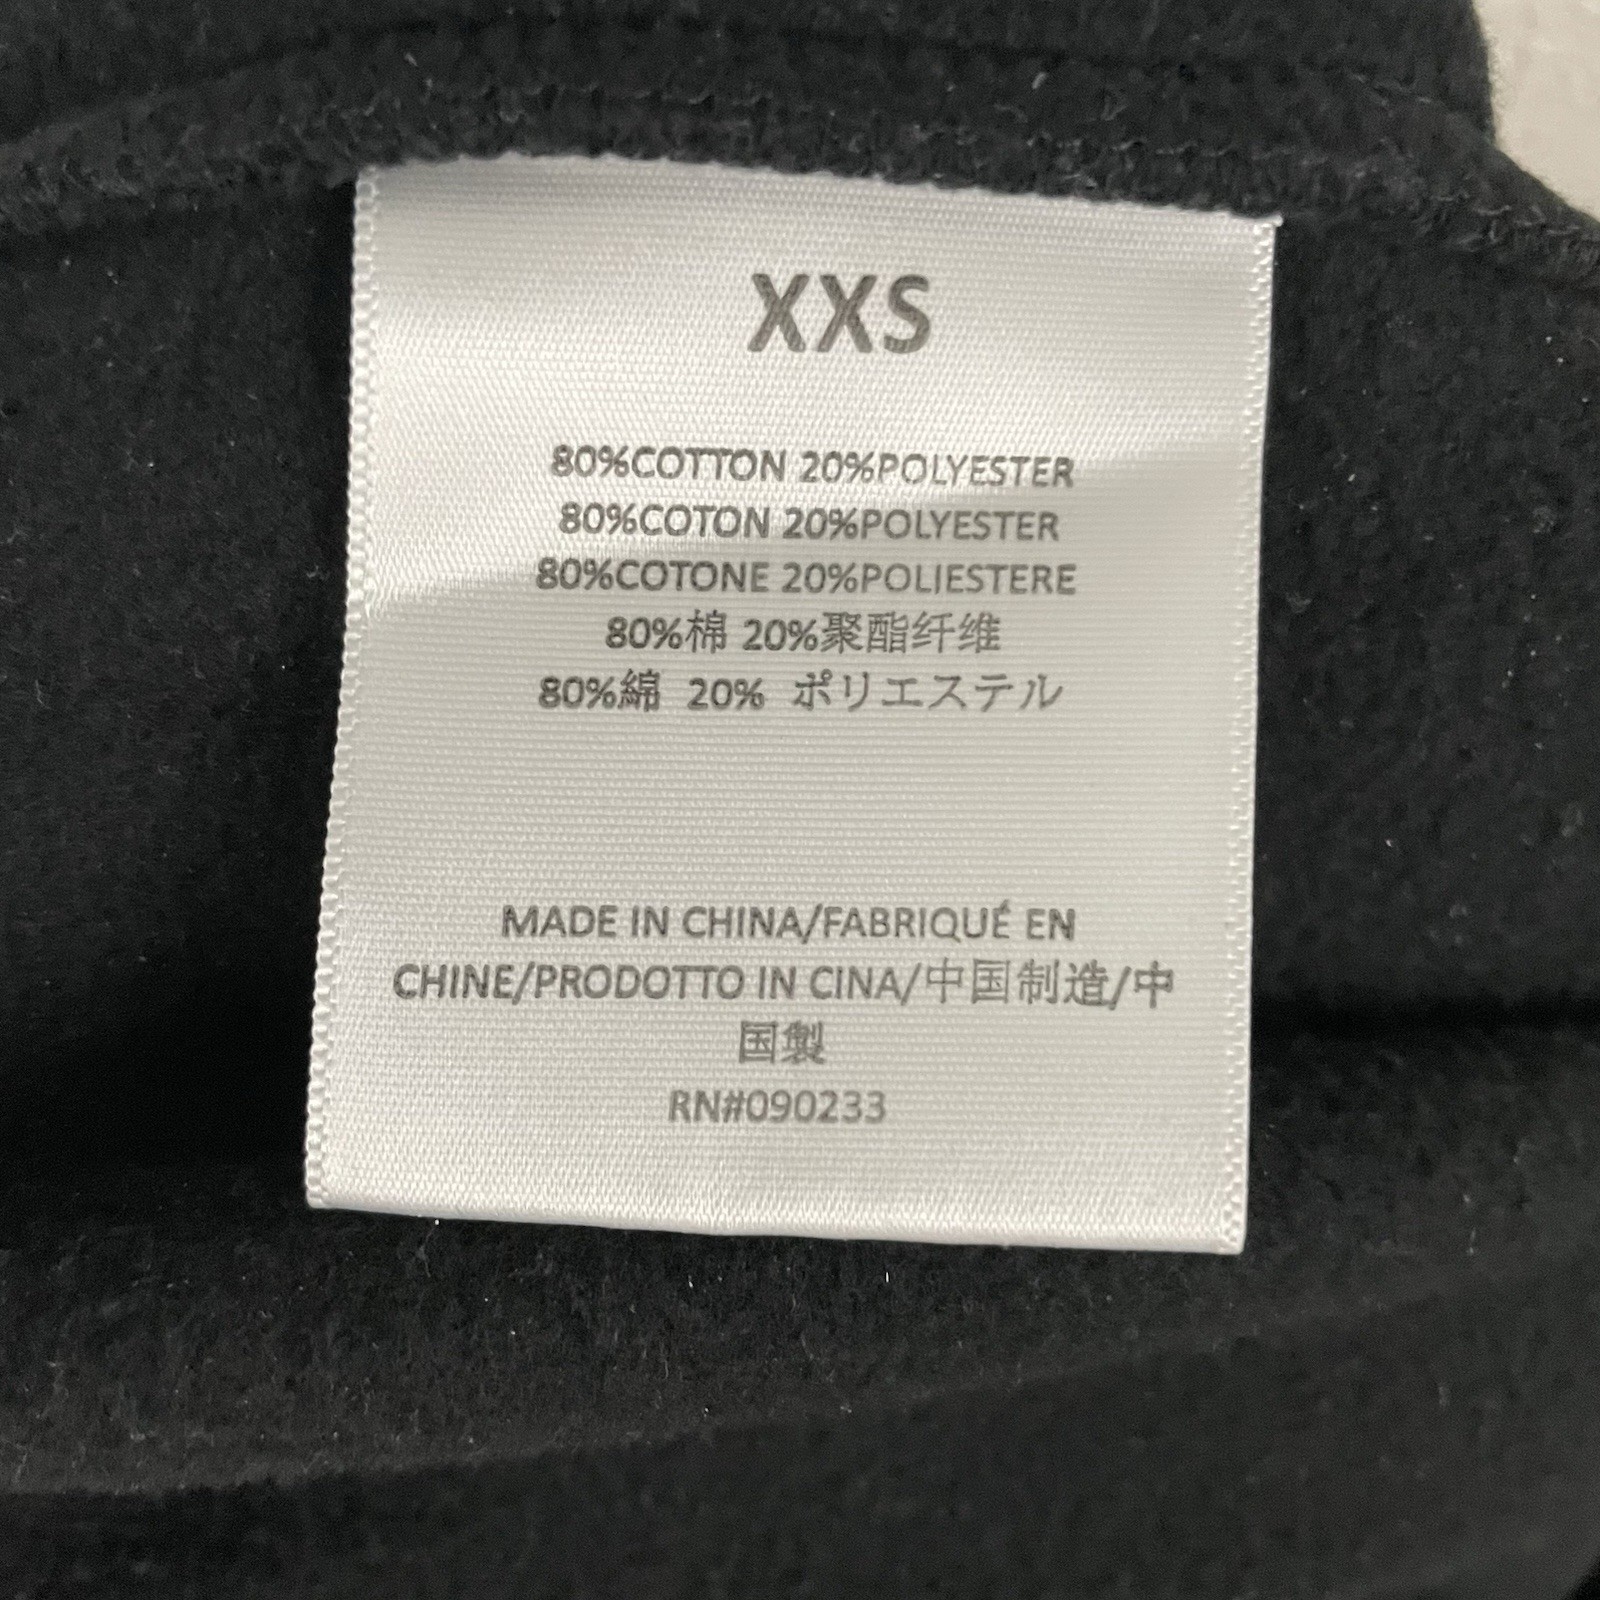 XXS
80%COTTON 20%POLYESTER
80%COTON 20%POLYESTER
80%COTONE 20%POLIESTERE
80%棉 20%聚酯纤维
80%綿 20% ポリエステル
MADE IN CHINA/FABRIQUÉ EN
CHINE/PRODOTTO IN CINA/中国制造/中
国製
RN#090233